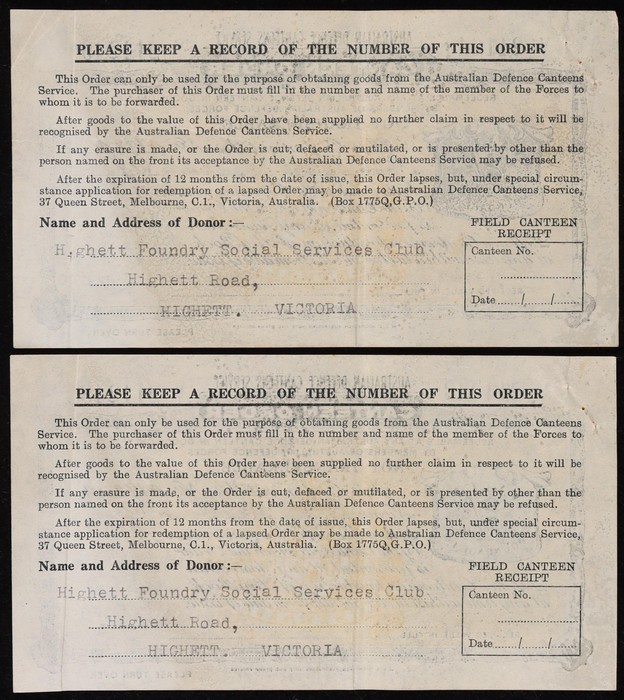 PLEASE KEEP A RECORD OF THE NUMBER OF THIS ORDER
This Order can only be used for the purpose of obtaining goods from the Australian Defence Canteens
Service. The purchaser of this Order must fill in the number and name of the member of the Forces to
whom it is to be forwarded.
After goods to the value of this Order have been supplied no further claim in respect to it will be
recognised by the Australian Defence Canteens Service.
If any erasure is made, or the Order is cut, defaced or mutilated, or is presented by other than the
person named on the front its acceptance by the Australian Defence Canteens Service may be refused.
After the expiration of 12 months from the date of issue, this Order lapses, but, under special circum-
stance application for redemption of a lapsed Order may be made to Australian Defence Canteens Service,
37 Queen Street, Melbourne, C.1., Victoria, Australia. (Box 1775Q,G.P.O.)
Name and Address of Donor:—
H.ghett Foundry Social Services Club
Highett Road,
HIGHETT. VICTORIA
FIELD CANTEEN
RECEIPT
Canteen No.
Date ....../....../......
PLEASE KEEP A RECORD OF THE NUMBER OF THIS ORDER
This Order can only be used for the purpose of obtaining goods from the Australian Defence Canteens
Service. The purchaser of this Order must fill in the number and name of the member of the Forces to
whom it is to be forwarded.
After goods to the value of this Order have been supplied no further claim in respect to it will be
recognised by the Australian Defence Canteens Service.
If any erasure is made, or the Order is cut, defaced or mutilated, or is presented by other than the
person named on the front its acceptance by the Australian Defence Canteens Service may be refused.
After the expiration of 12 months from the date of issue, this Order lapses, but, under special circum-
stance application for redemption of a lapsed Order may be made to Australian Defence Canteens Service,
37 Queen Street, Melbourne, C.1., Victoria, Australia. (Box 1775Q,G.P.O.)
Name and Address of Donor:—
Highett Foundry Social Services Club
Highett Road,
HIGHETT. VICTORIA
FIELD CANTEEN
RECEIPT
Canteen No.
Date ....../....../......